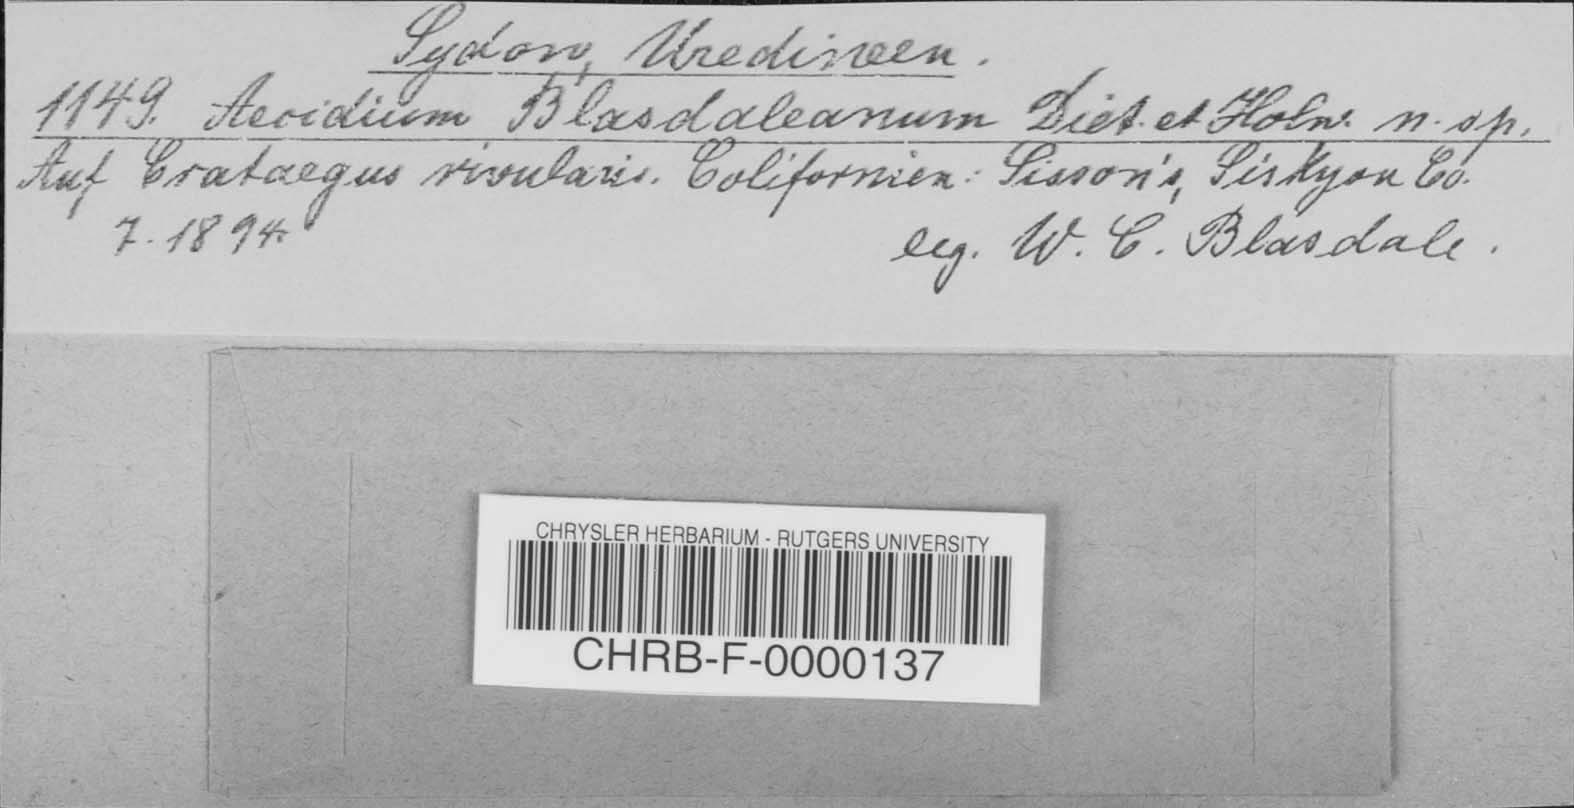 Sydow, Uredineen.
1149. Aecidium Blasdaleanum Diet. et Holw. n. sp.
Auf Crataegus rivularis. Californien: Sisson's, Siskyou Co.
7. 1894.
leg. W. C. Blasdale.
CHRYSLER HERBARIUM - RUTGERS UNIVERSITY
CHRB-F-0000137